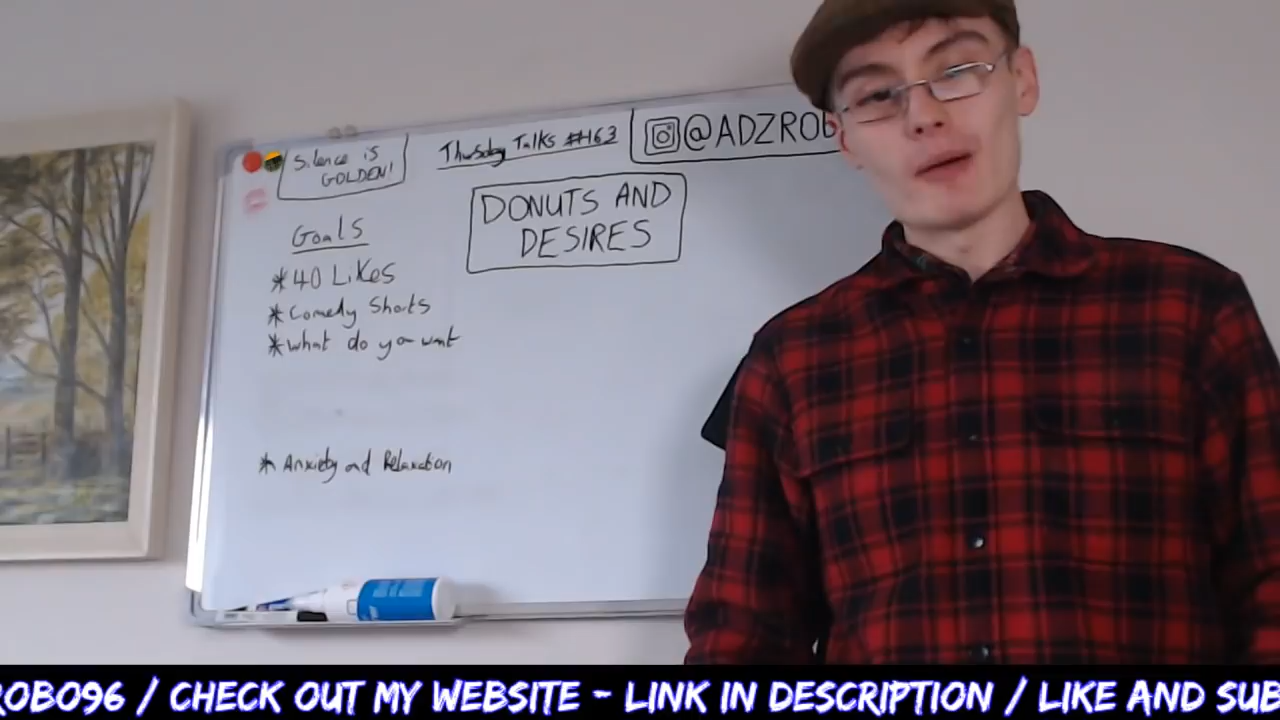 Silence is
GOLDEN!
Thursday Talks #163
@ADZROB
DONUTS AND
DESIRES
Goals
* 40 Likes
* Comedy Shorts
* What do you want
* Anxiety and Relaxation
ROBO96 / CHECK OUT MY WEBSITE - LINK IN DESCRIPTION / LIKE AND SUB